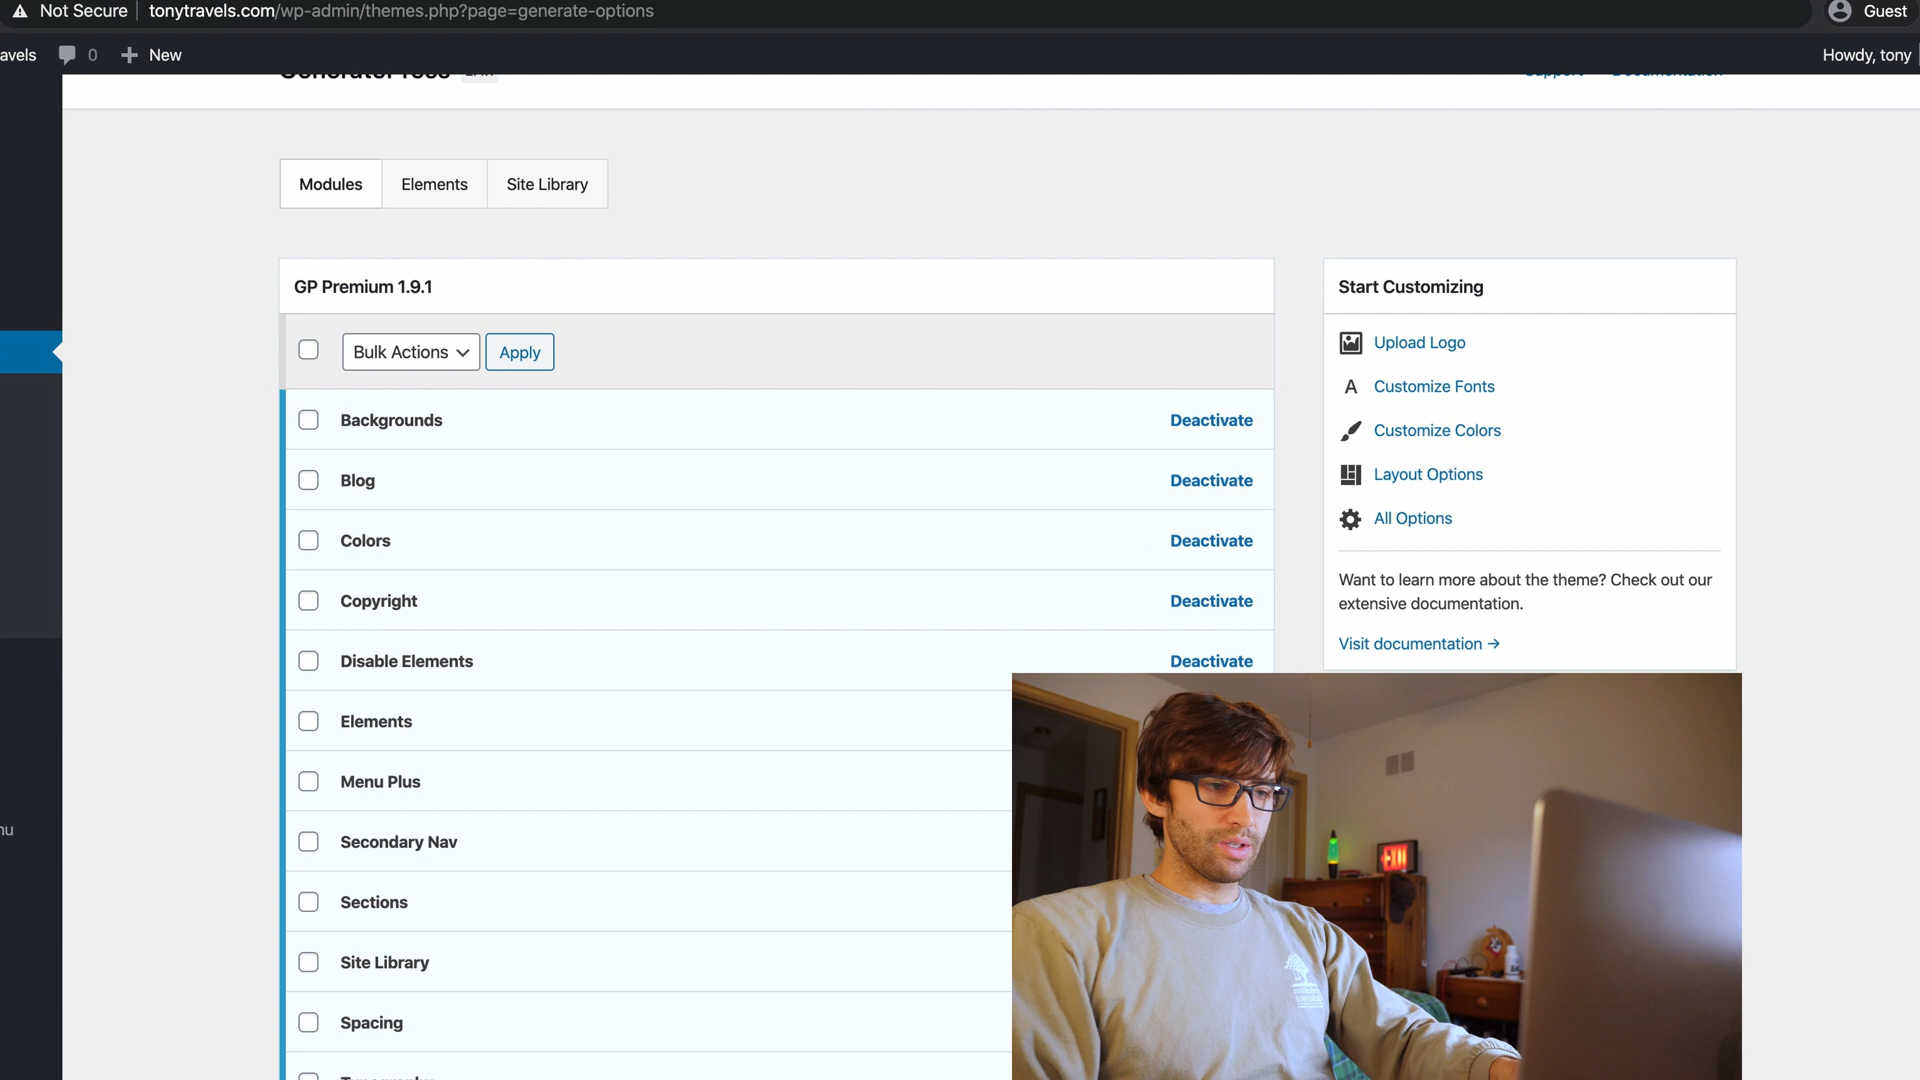 Not Secure | tonytravels.com/wp-admin/themes.php?page=generate-options
Guest
avels 0 + New
Howdy, tony
Support Documentation
Modules Elements Site Library
GP Premium 1.9.1
Bulk Actions Apply
Backgrounds Deactivate
Blog Deactivate
Colors Deactivate
Copyright Deactivate
Disable Elements Deactivate
Elements
Menu Plus
Secondary Nav
Sections
Site Library
Spacing
Start Customizing
Upload Logo
A Customize Fonts
Customize Colors
Layout Options
All Options
Want to learn more about the theme? Check out our
extensive documentation.
Visit documentation →
nu
EXIT